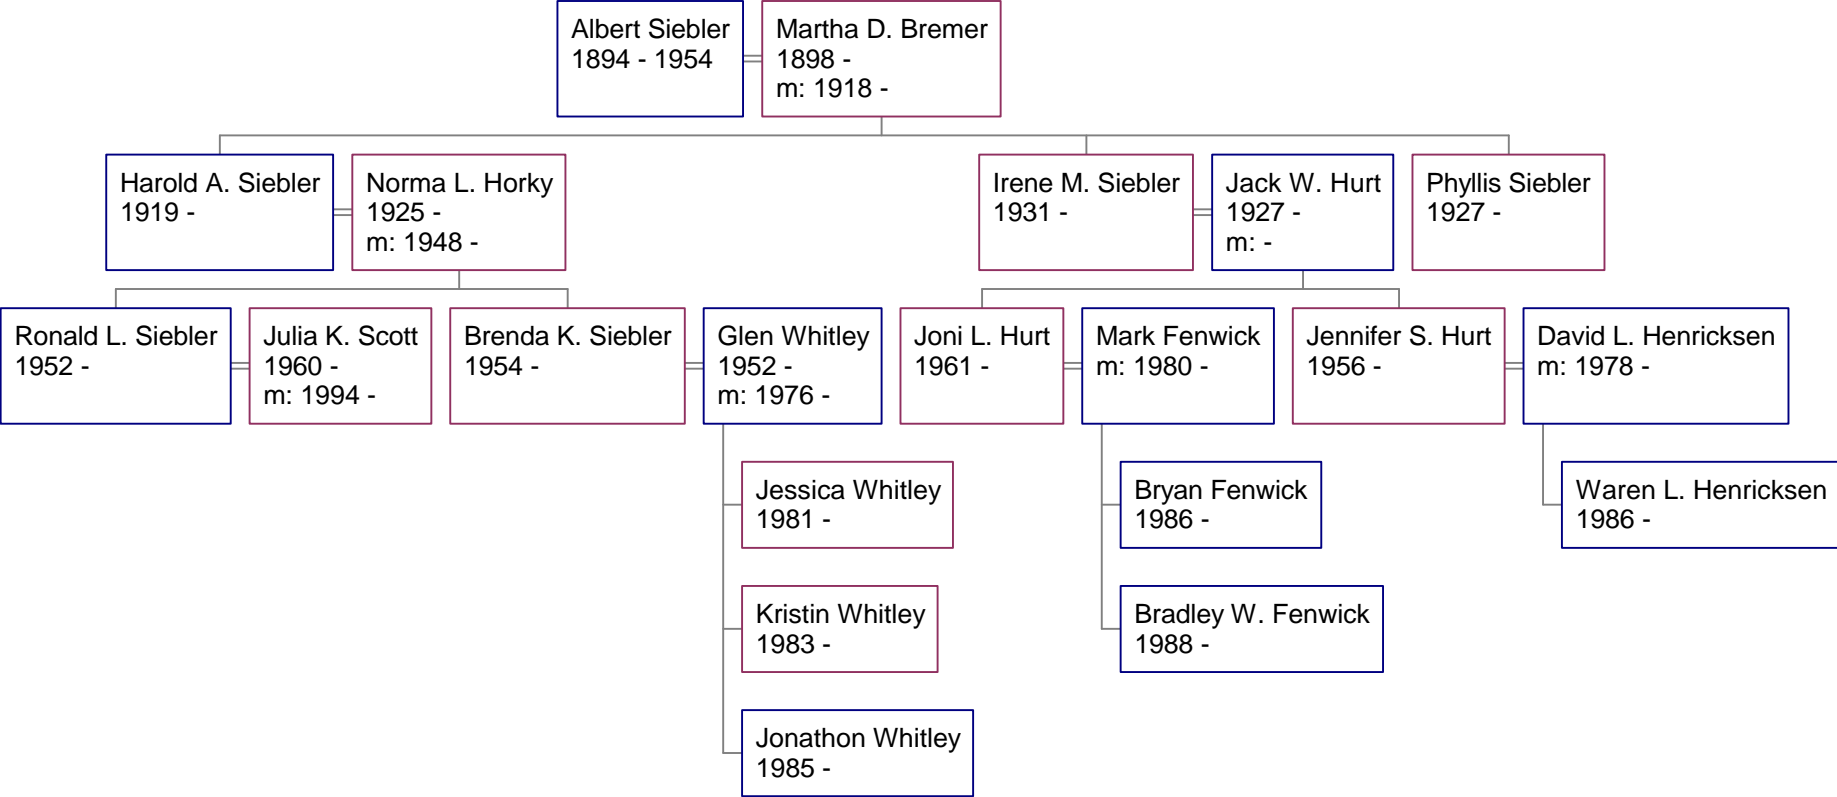 Albert Siebler
1894 - 1954
Martha D. Bremer
1898 -
m: 1918 -
Harold A. Siebler
1919 -
Norma L. Horky
1925 -
m: 1948 -
Irene M. Siebler
1931 -
Jack W. Hurt
1927 -
m: -
Phyllis Siebler
1927 -
Ronald L. Siebler
1952 -
Julia K. Scott
1960 -
m: 1994 -
Brenda K. Siebler
1954 -
Glen Whitley
1952 -
m: 1976 -
Joni L. Hurt
1961 -
Mark Fenwick
m: 1980 -
Jennifer S. Hurt
1956 -
David L. Henricksen
m: 1978 -
Jessica Whitley
1981 -
Bryan Fenwick
1986 -
Waren L. Henricksen
1986 -
Kristin Whitley
1983 -
Bradley W. Fenwick
1988 -
Jonathon Whitley
1985 -